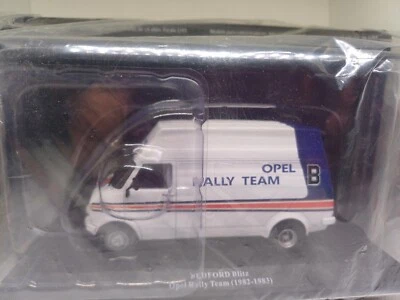 OPEL
RALLY TEAM
B
BEDFORD Blitz
Opel Rally Team (1982-1983)